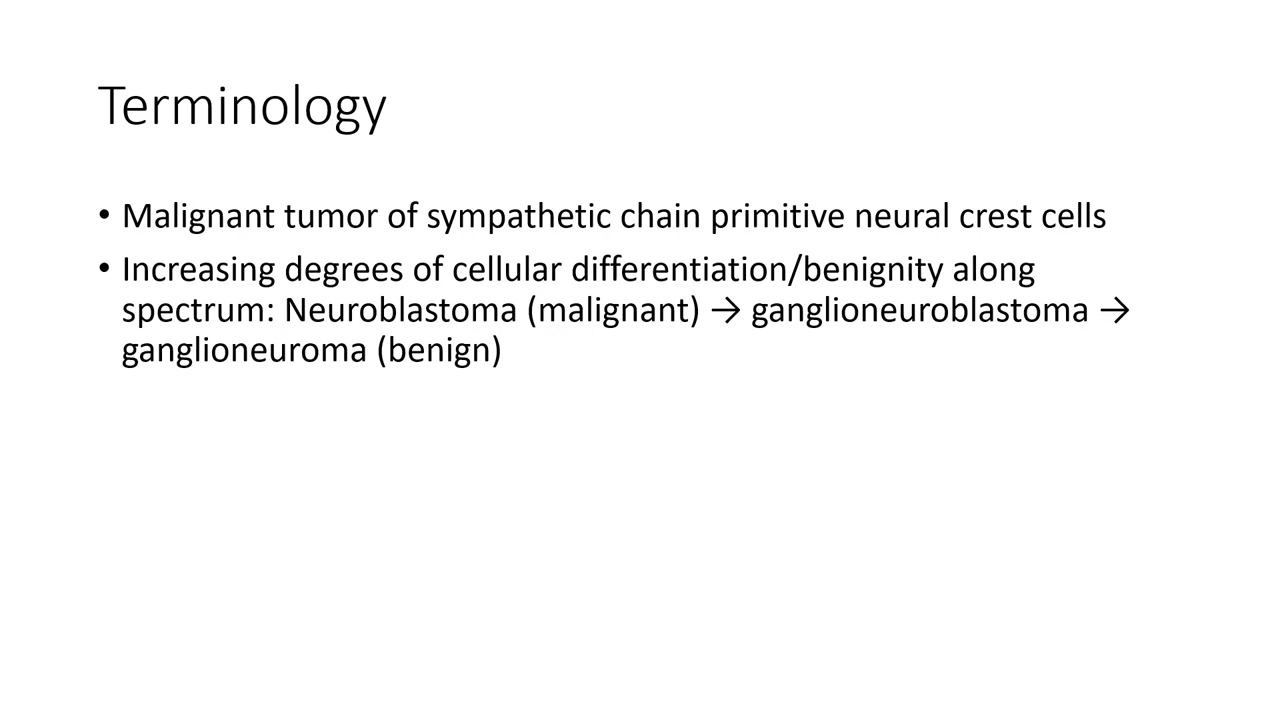 Terminology
• Malignant tumor of sympathetic chain primitive neural crest cells
• Increasing degrees of cellular differentiation/benignity along
spectrum: Neuroblastoma (malignant) → ganglioneuroblastoma →
ganglioneuroma (benign)